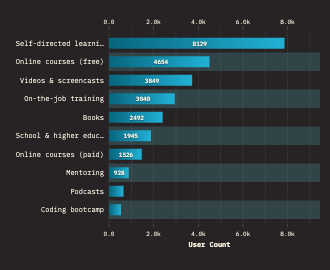 0.0 2.0k 4.0k 6.0k 8.0k
Self-directed learni… 8129
Online courses (free) 4654
Videos & screencasts 3849
On-the-job training 3040
Books 2492
School & higher educ… 1945
Online courses (paid) 1526
Mentoring 928
Podcasts
Coding bootcamp
0.0 2.0k 4.0k 6.0k 8.0k
User Count